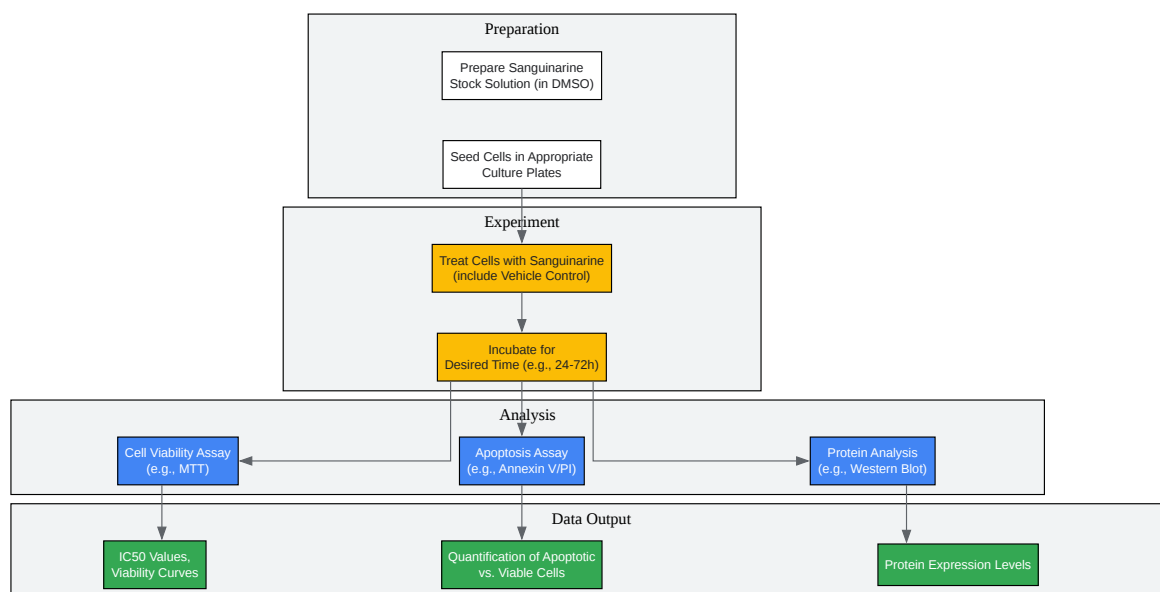 Preparation
Prepare Sanguinarine
Stock Solution (in DMSO)
Seed Cells in Appropriate
Culture Plates
Experiment
Treat Cells with Sanguinarine
(include Vehicle Control)
Incubate for
Desired Time (e.g., 24-72h)
Analysis
Cell Viability Assay
(e.g., MTT)
Apoptosis Assay
(e.g., Annexin V/PI)
Protein Analysis
(e.g., Western Blot)
Data Output
IC50 Values,
Viability Curves
Quantification of Apoptotic
vs. Viable Cells
Protein Expression Levels